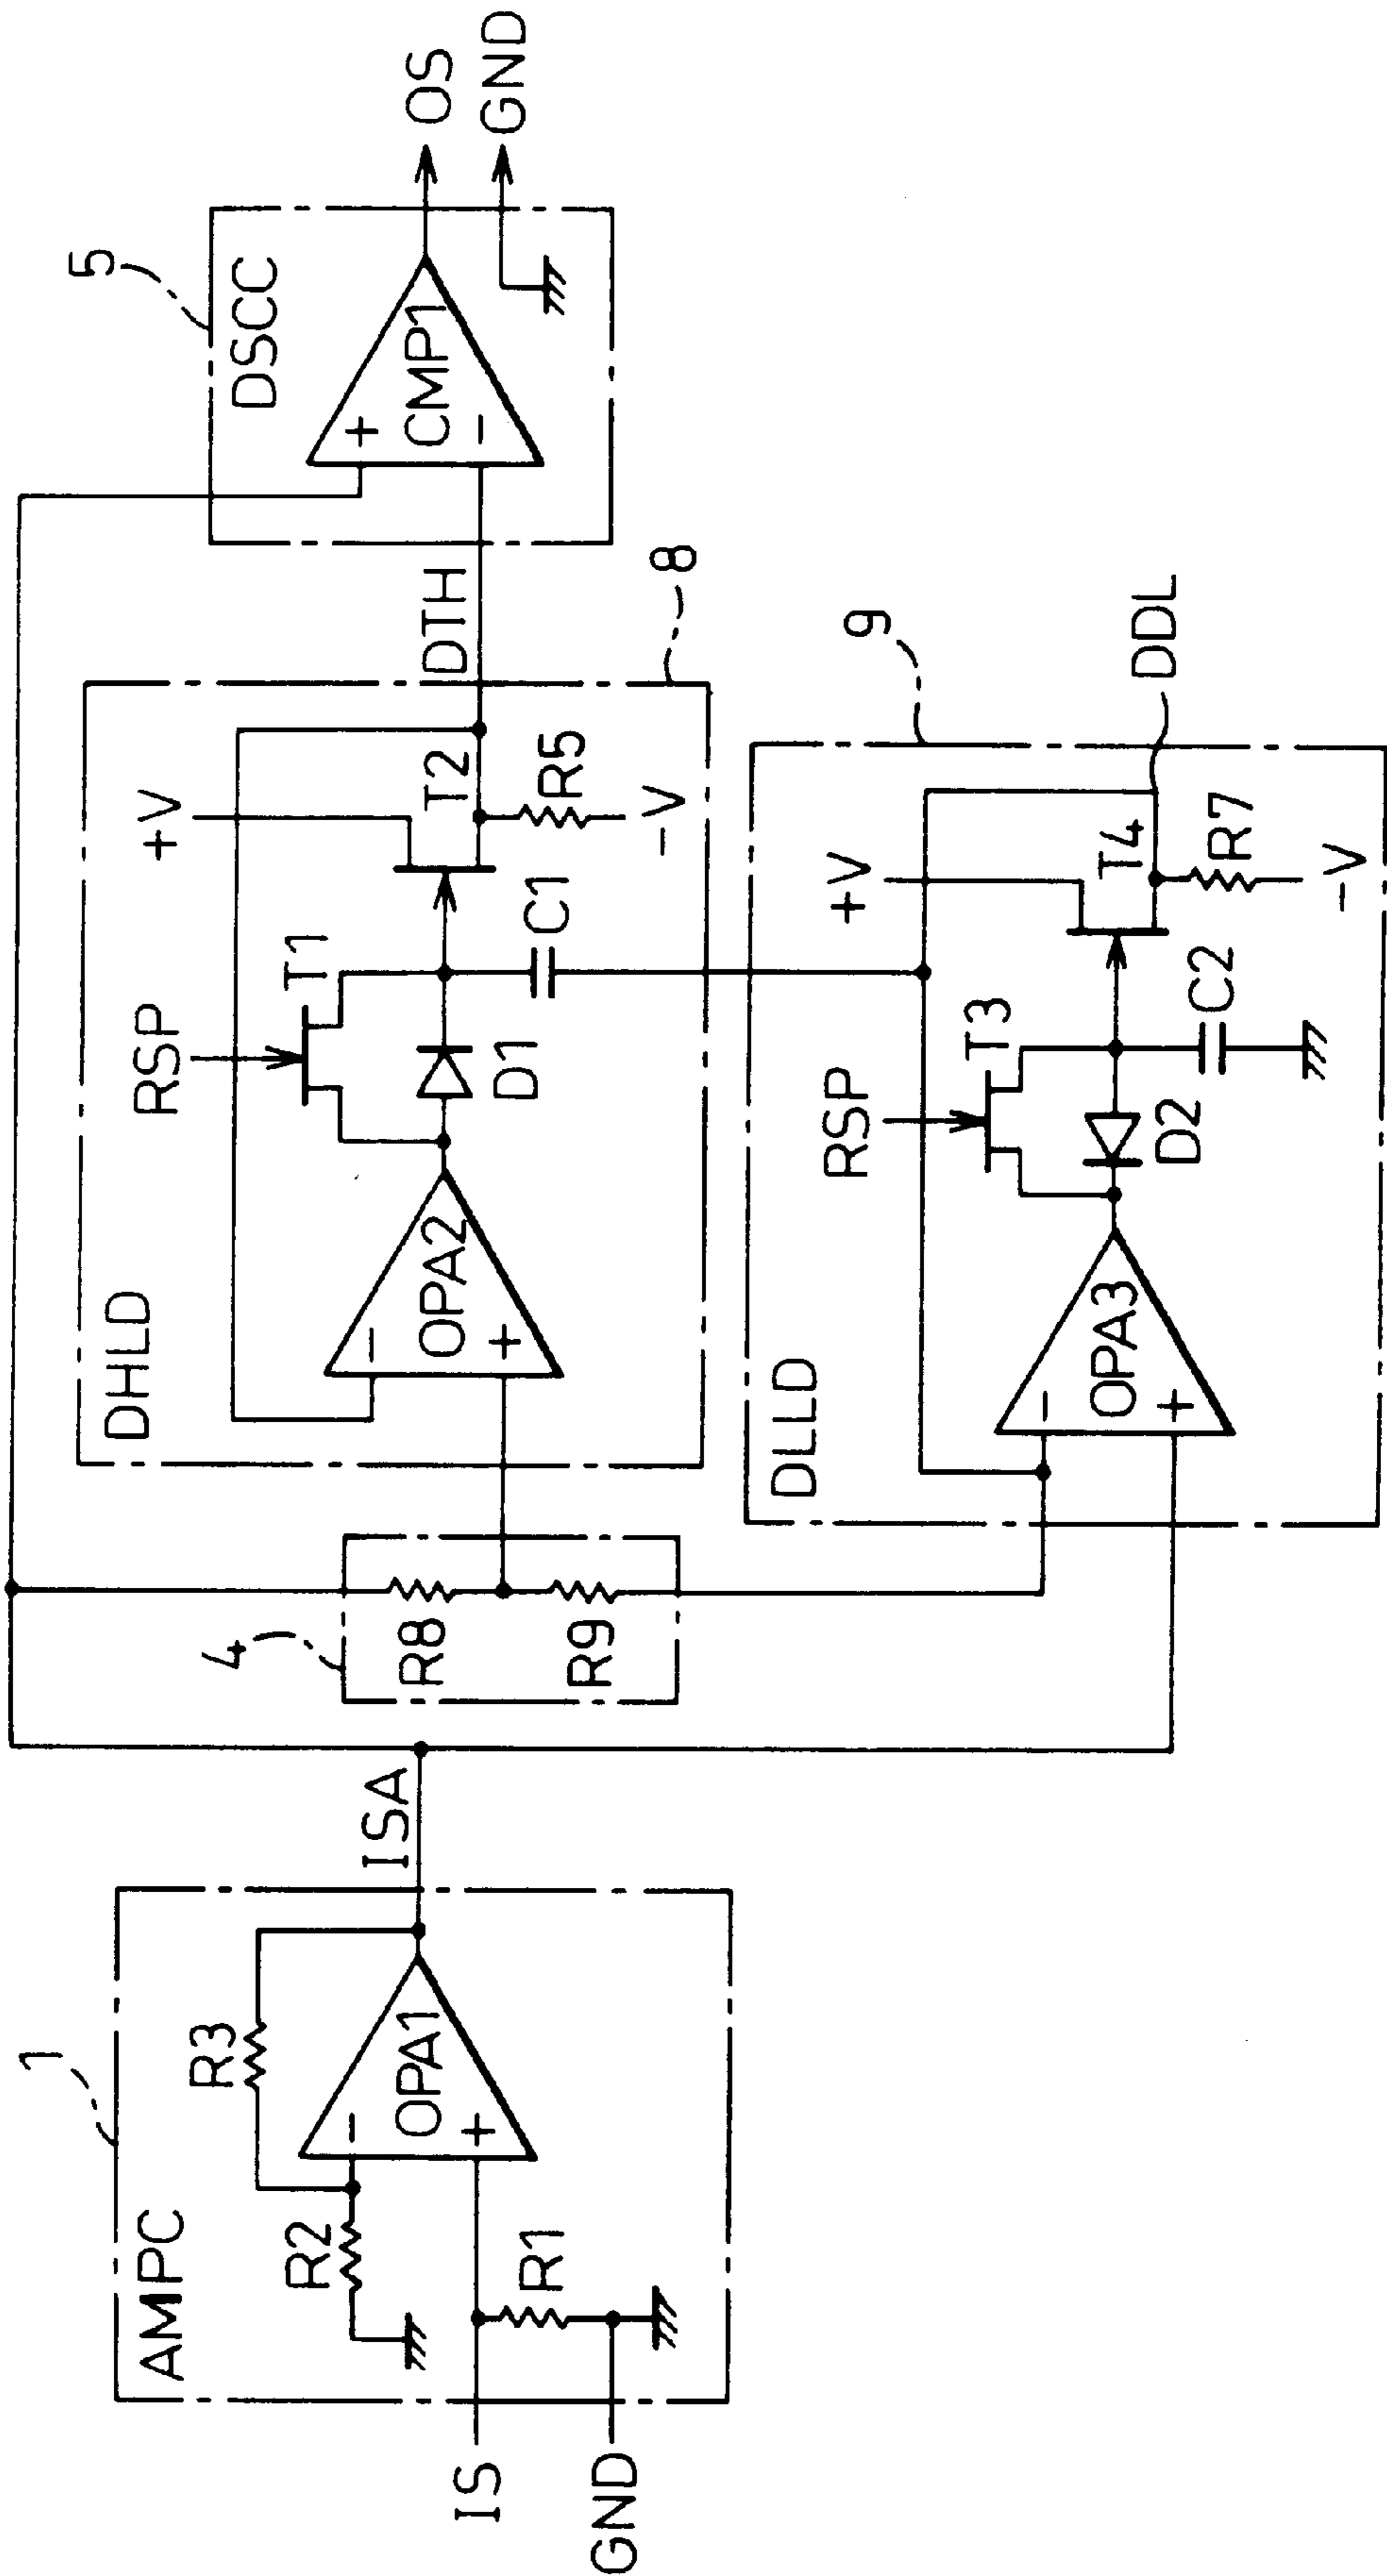 1
AMPC
R3
R2
OPA1
−
+
R1
IS
GND
ISA
4
R8
R9
DHLD
RSP
T1
+V
OPA2
−
+
D1
C1
T2
R5
−V
DTH
8
5
DSCC
+
CMP1
−
OS
GND
9
DLLD
RSP
T3
+V
OPA3
−
+
D2
C2
T4
R7
−V
DDL